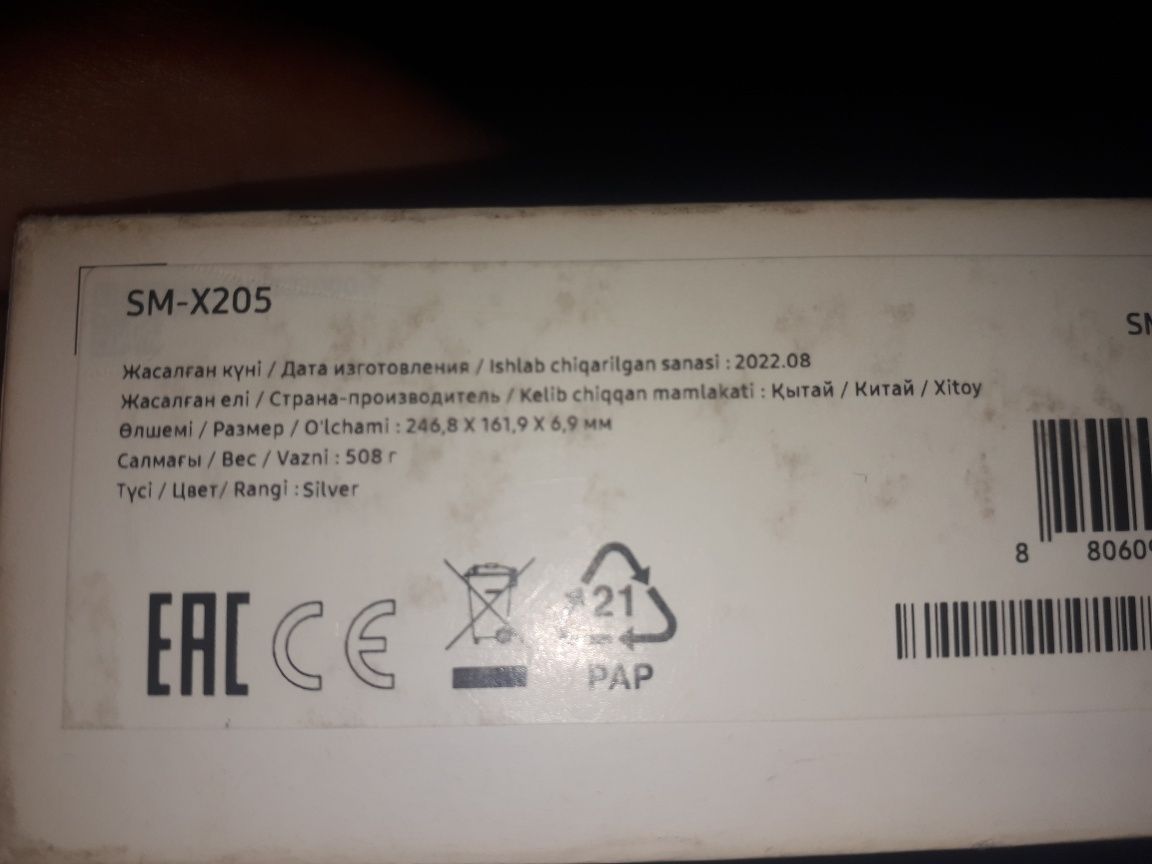 SM-X205
SM
Жасалған күні / Дата изготовления / Ishlab chiqarilgan sanasi : 2022.08
Жасалған елі / Страна-производитель / Kelib chiqqan mamlakati : Қытай / Китай / Xitoy
Өлшемі / Размер / O'lchami : 246,8 X 161,9 X 6,9 мм
Салмағы / Вес / Vazni : 508 г
Түсі / Цвет/ Rangi : Silver
8 8060
EAC CE
21
PAP